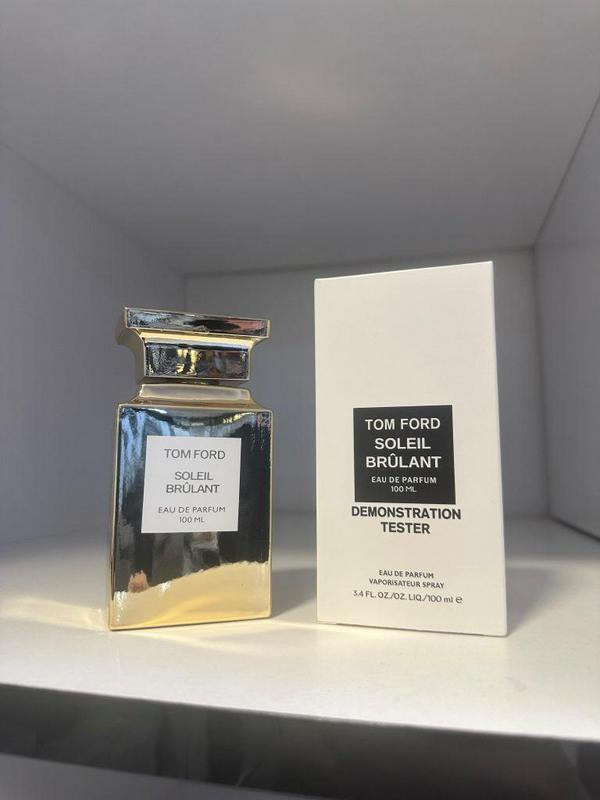 TOM FORD
SOLEIL
BRÛLANT
EAU DE PARFUM
100 ML
TOM FORD
SOLEIL
BRÛLANT
EAU DE PARFUM
100 ML
DEMONSTRATION
TESTER
EAU DE PARFUM
VAPORISATEUR SPRAY
3.4 FL. OZ./OZ. LIQ./100 ml ℮